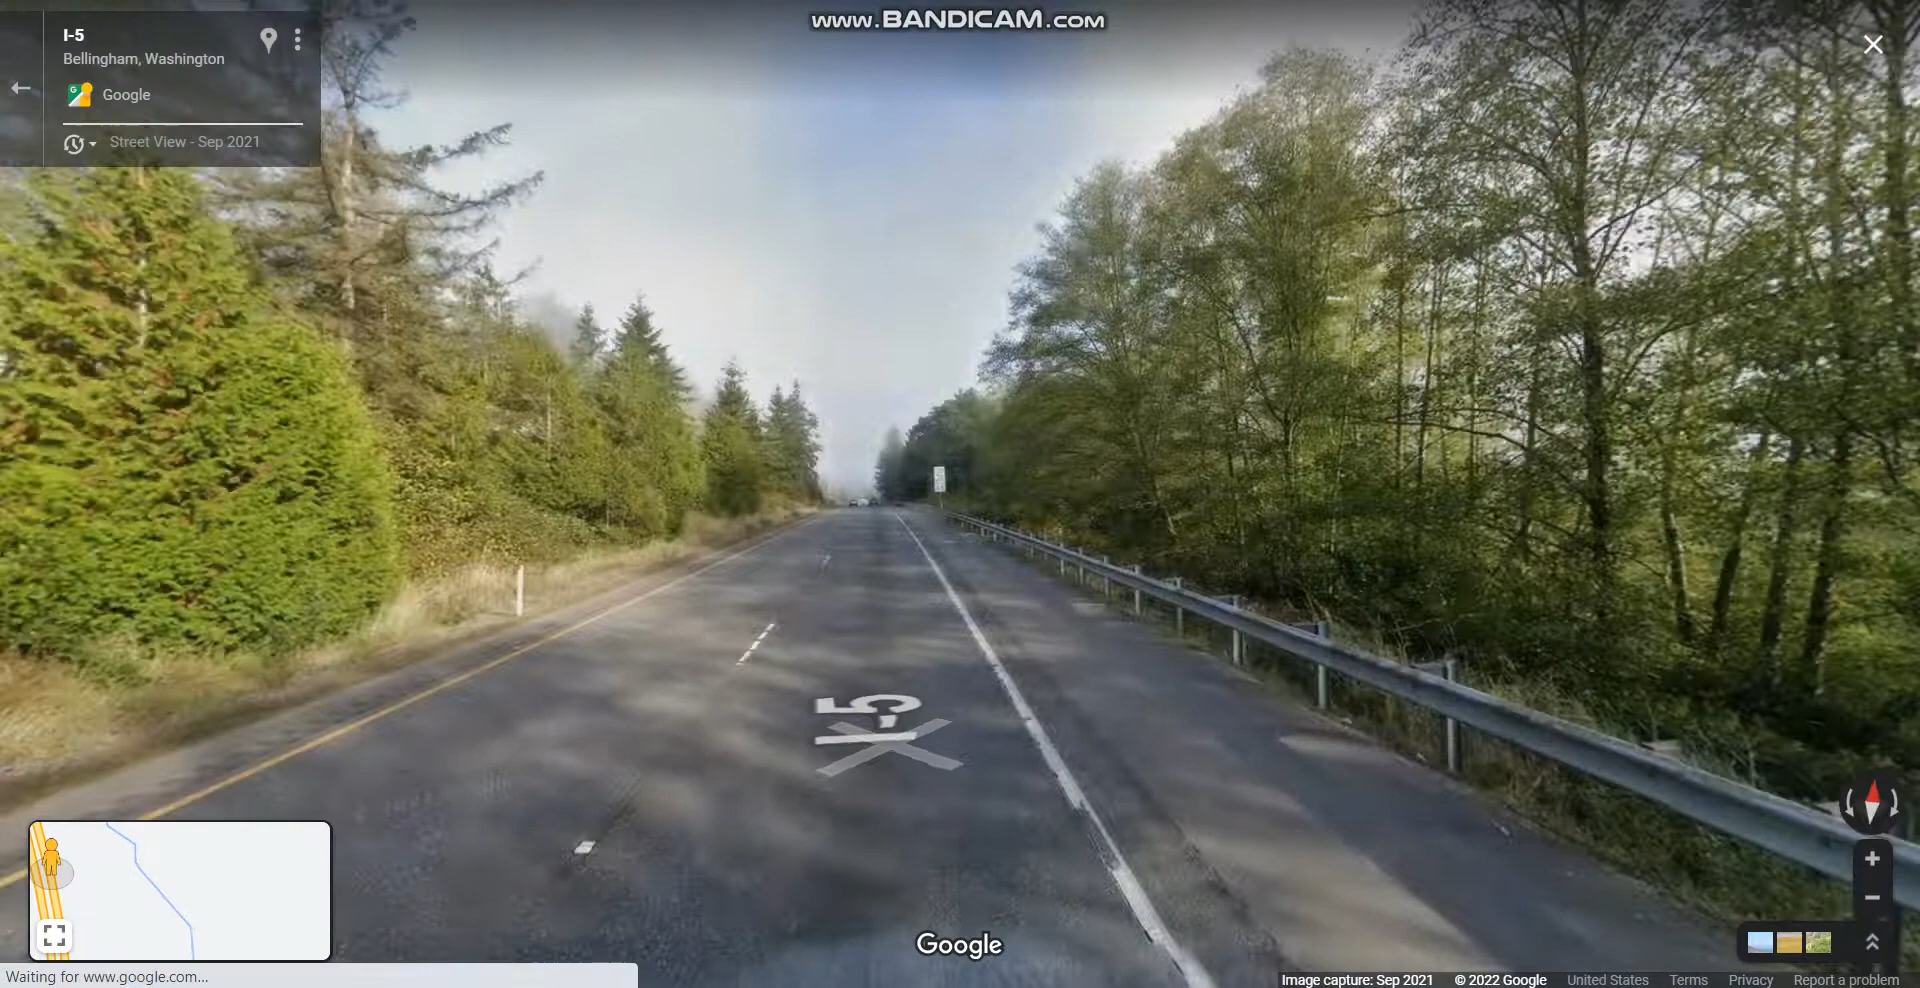 www.BANDICAM.com
I-5
Bellingham, Washington
Google
Street View - Sep 2021
I-5
Google
Waiting for www.google.com...
Image capture: Sep 2021 © 2022 Google United States Terms Privacy Report a problem